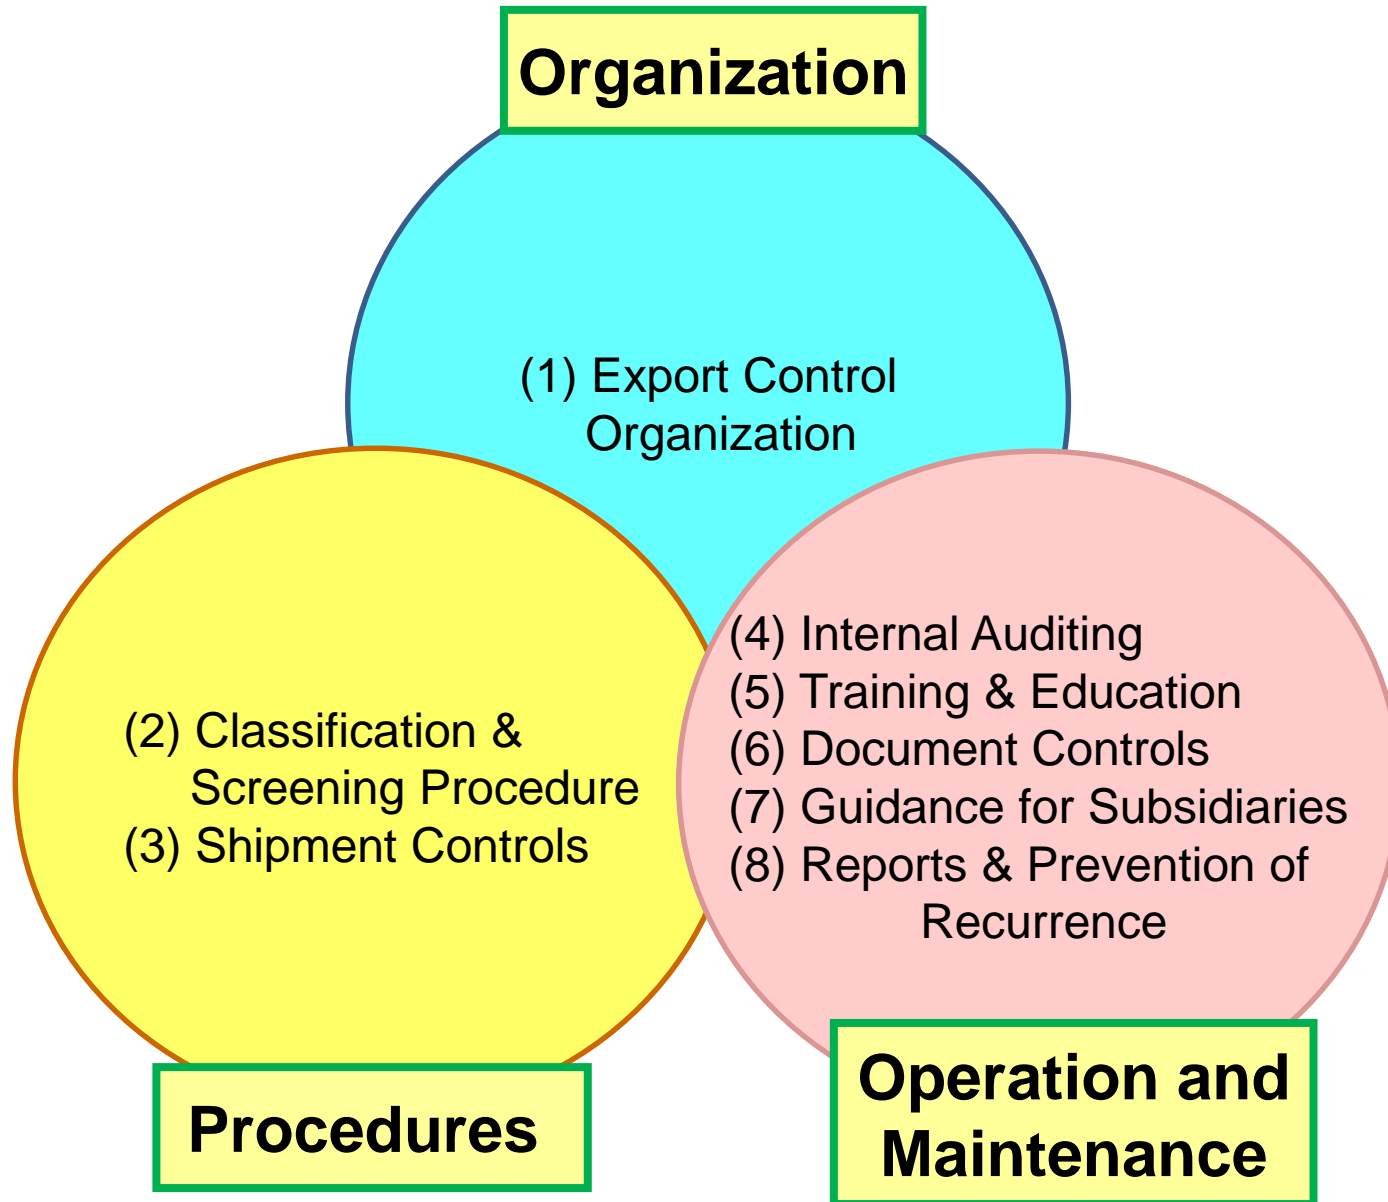 Organization
(1) Export Control
Organization
(2) Classification &
Screening Procedure
(3) Shipment Controls
(4) Internal Auditing
(5) Training & Education
(6) Document Controls
(7) Guidance for Subsidiaries
(8) Reports & Prevention of
Recurrence
Procedures
Operation and
Maintenance